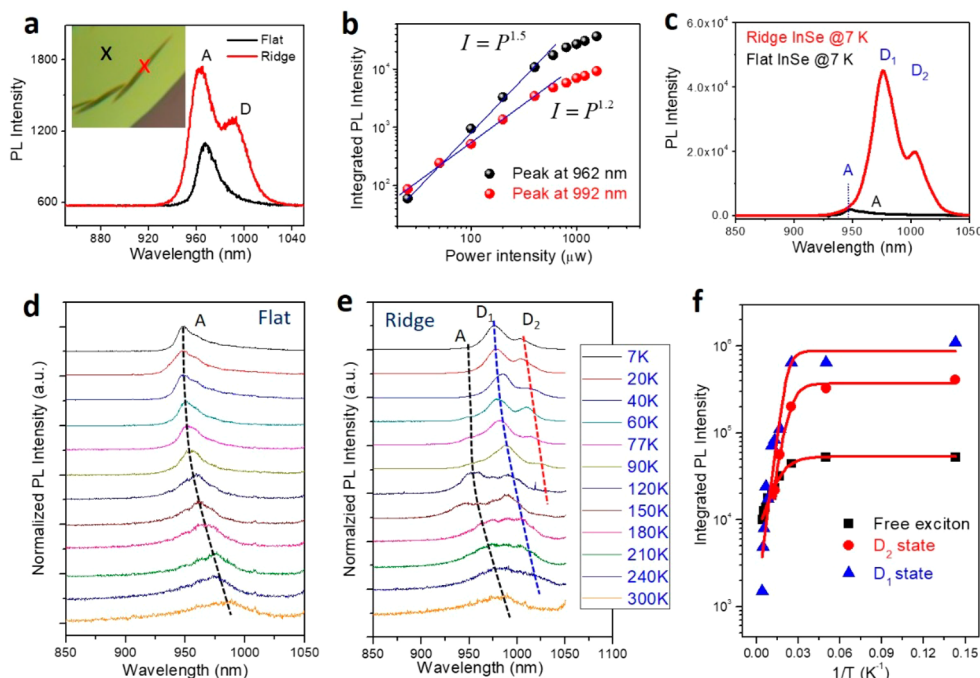 a
X
X
A
D
Flat
Ridge
1800
1200
600
PL Intensity
880
920
960
1000
1040
Wavelength (nm)
b
I = P^1.5
I = P^1.2
10^4
10^3
10^2
Integrated PL Intensity
Peak at 962 nm
Peak at 992 nm
100
1000
Power intensity (μw)
c
Ridge InSe @7 K
Flat InSe @7 K
D1
D2
A
A
6.0x10^4
4.0x10^4
2.0x10^4
0.0
PL Intensity
850
900
950
1000
1050
Wavelength (nm)
d
A
Flat
Normalized PL Intensity (a.u.)
850
900
950
1000
1050
Wavelength (nm)
e
Ridge
A
D1
D2
Normalzied PL Intensity (a.u.)
850
900
950
1000
1050
1100
Wavelength (nm)
7K
20K
40K
60K
77K
90K
120K
150K
180K
210K
240K
300K
f
10^6
10^5
10^4
10^3
Integrated PL Intensity
Free exciton
D2 state
D1 state
0.00
0.03
0.06
0.09
0.12
0.15
1/T (K^-1)